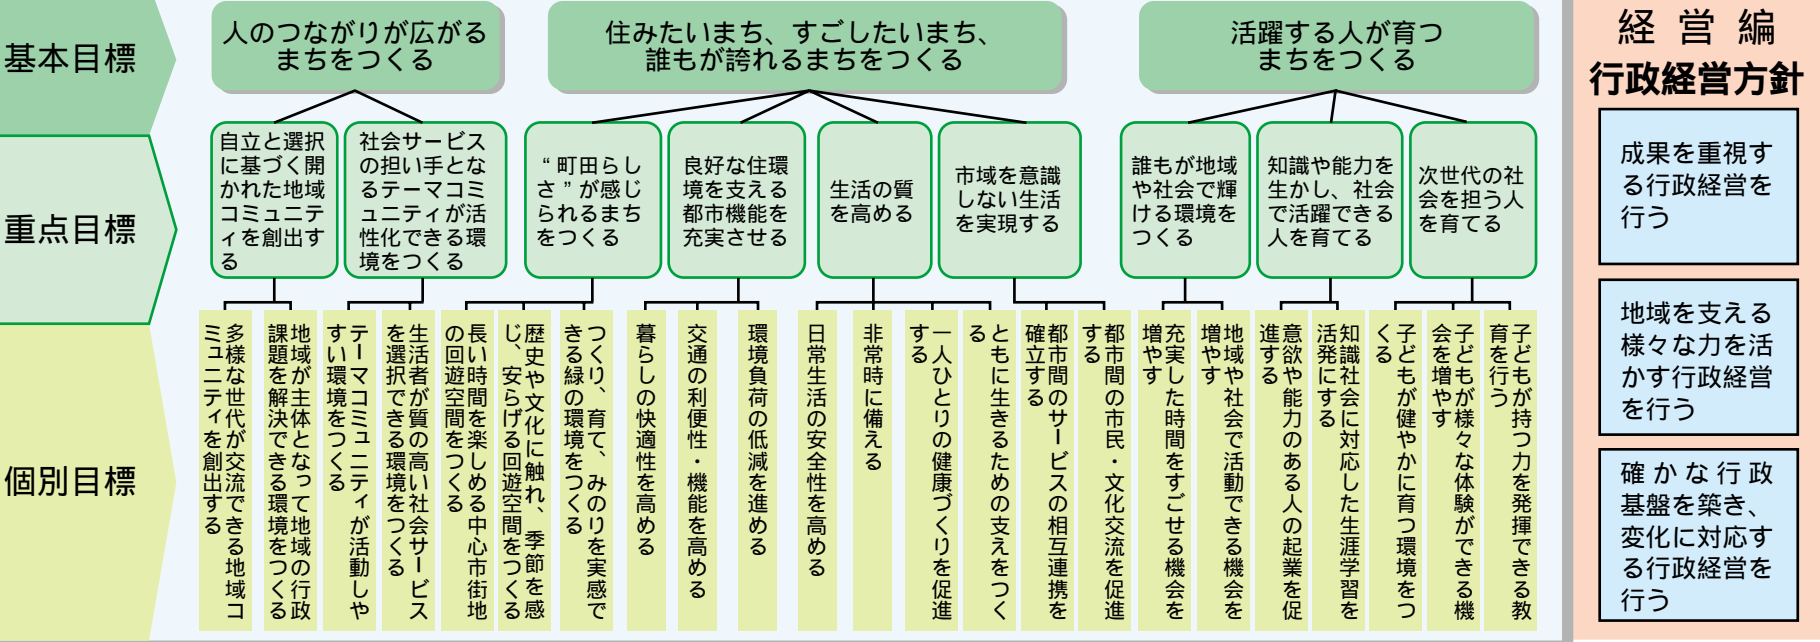 基本目標
人のつながりが広がる
まちをつくる
住みたいまち、すごしたいまち、
誰もが誇れるまちをつくる
活躍する人が育つ
まちをつくる
重点目標
自立と選択
に基づく開
かれた地域
コミュニテ
ィを創出す
る
社会サービス
の担い手とな
るテーマコミ
ュニティが活
性化できる環
境をつくる
“町田らし
さ”が感じ
られるまち
をつくる
良好な住環
境を支える
都市機能を
充実させる
生活の質
を高める
市域を意識
しない生活
を実現する
誰もが地域
や社会で輝
ける環境を
つくる
知識や能力を
生かし、社会
で活躍できる
人を育てる
次世代の社
会を担う人
を育てる
個別目標
多様な世代が交流できる地域コ
ミュニティを創出する
地域が主体となって地域の行政
課題を解決できる環境をつくる
テーマコミュニティが活動しや
すい環境をつくる
生活者が質の高い社会サービス
を選択できる環境をつくる
長い時間を楽しめる中心市街地
の回遊空間をつくる
歴史や文化に触れ、季節を感
じ、安らげる回遊空間をつくる
つくり、育て、みのりを実感で
きる緑の環境をつくる
暮らしの快適性を高める
交通の利便性・機能を高める
環境負荷の低減を進める
日常生活の安全性を高める
非常時に備える
一人ひとりの健康づくりを促進
する
ともに生きるための支えをつく
る
都市間のサービスの相互連携を
確立する
都市間の市民・文化交流を促進
する
充実した時間をすごせる機会を
増やす
地域や社会で活動できる機会を
増やす
意欲や能力のある人の起業を促
進する
知識社会に対応した生涯学習を
活発にする
子どもが健やかに育つ環境をつ
くる
子どもが様々な体験ができる機
会を増やす
子どもが持つ力を発揮できる教
育を行う
経営編
行政経営方針
成果を重視す
る行政経営を
行う
地域を支える
様々な力を活
かす行政経営
を行う
確かな行政
基盤を築き、
変化に対応す
る行政経営を
行う